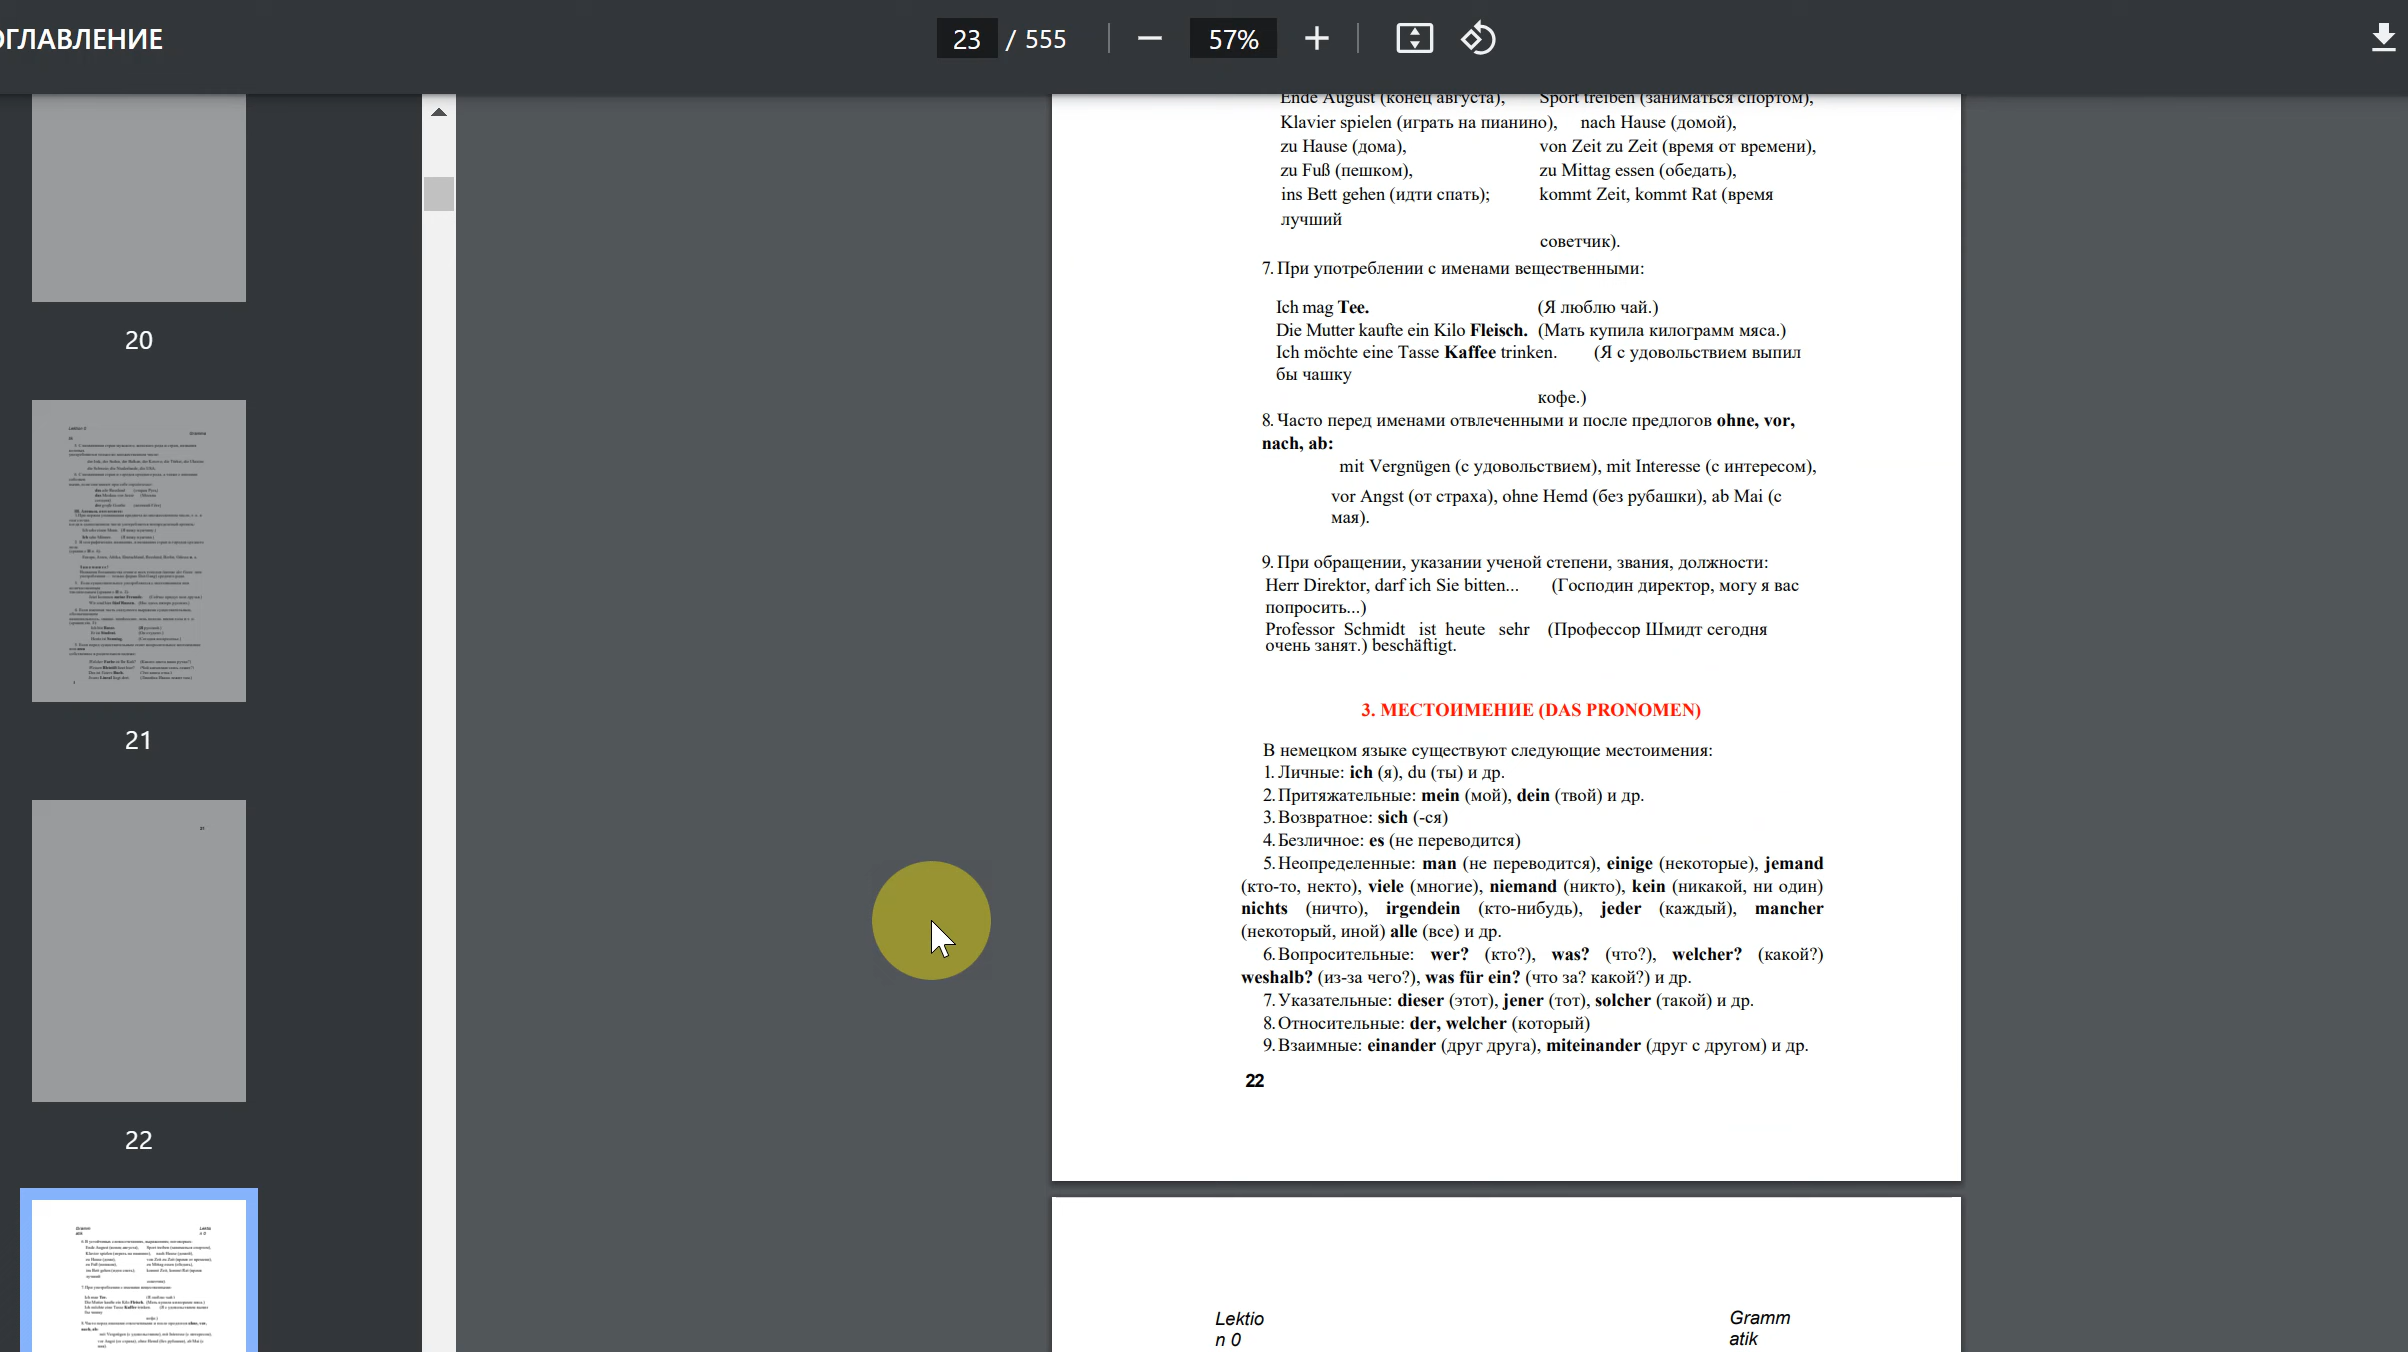 ОГЛАВЛЕНИЕ
23 / 555
57%
Ende August (конец августа), Sport treiben (заниматься спортом),
Klavier spielen (играть на пианино), nach Hause (домой),
zu Hause (дома), von Zeit zu Zeit (время от времени),
zu Fuß (пешком), zu Mittag essen (обедать),
ins Bett gehen (идти спать); kommt Zeit, kommt Rat (время
лучший
советчик).
7. При употреблении с именами вещественными:
Ich mag Tee. (Я люблю чай.)
Die Mutter kaufte ein Kilo Fleisch. (Мать купила килограмм мяса.)
Ich möchte eine Tasse Kaffee trinken. (Я с удовольствием выпил
бы чашку
кофе.)
8. Часто перед именами отвлеченными и после предлогов ohne, vor,
nach, ab:
mit Vergnügen (с удовольствием), mit Interesse (с интересом),
vor Angst (от страха), ohne Hemd (без рубашки), ab Mai (с
мая).
9. При обращении, указании ученой степени, звания, должности:
Herr Direktor, darf ich Sie bitten... (Господин директор, могу я вас
попросить...)
Professor Schmidt ist heute sehr (Профессор Шмидт сегодня
очень занят.) beschäftigt.
3. МЕСТОИМЕНИЕ (DAS PRONOMEN)
В немецком языке существуют следующие местоимения:
1. Личные: ich (я), du (ты) и др.
2. Притяжательные: mein (мой), dein (твой) и др.
3. Возвратное: sich (-ся)
4. Безличное: es (не переводится)
5. Неопределенные: man (не переводится), einige (некоторые), jemand
(кто-то, некто), viele (многие), niemand (никто), kein (никакой, ни один)
nichts (ничто), irgendein (кто-нибудь), jeder (каждый), mancher
(некоторый, иной) alle (все) и др.
6. Вопросительные: wer? (кто?), was? (что?), welcher? (какой?)
weshalb? (из-за чего?), was für ein? (что за? какой?) и др.
7. Указательные: dieser (этот), jener (тот), solcher (такой) и др.
8. Относительные: der, welcher (который)
9. Взаимные: einander (друг друга), miteinander (друг с другом) и др.
22
Lektio
n 0
Gramm
atik
20
21
22